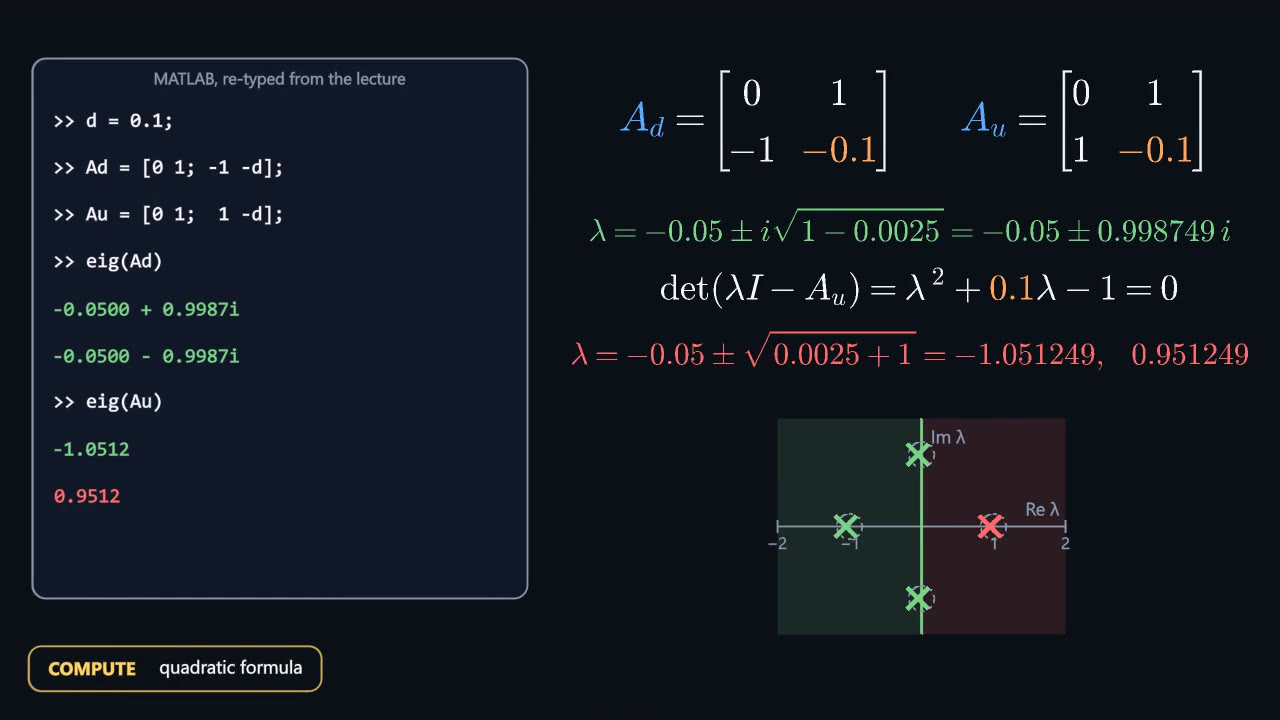 MATLAB, re-typed from the lecture
>> d = 0.1;
>> Ad = [0 1; -1 -d];
>> Au = [0 1;  1 -d];
>> eig(Ad)
-0.0500 + 0.9987i
-0.0500 - 0.9987i
>> eig(Au)
-1.0512
0.9512
A_d = [0 1; −1 −0.1]
A_u = [0 1; 1 −0.1]
λ = −0.05 ± i√(1 − 0.0025) = −0.05 ± 0.998749 i
det(λI − A_u) = λ² + 0.1λ − 1 = 0
λ = −0.05 ± √(0.0025 + 1) = −1.051249, 0.951249
Im λ
Re λ
−2 −1 1 2
COMPUTE quadratic formula